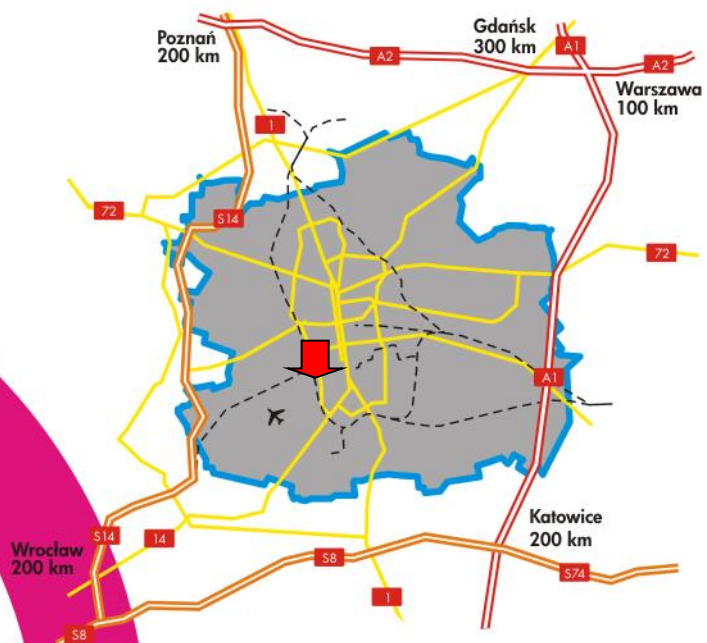 Poznań
200 km
Gdańsk
300 km
A1
A2
A2
Warszawa
100 km
1
72
S14
72
A1
Katowice
200 km
S14
14
Wrocław
200 km
S8
S74
1
S8